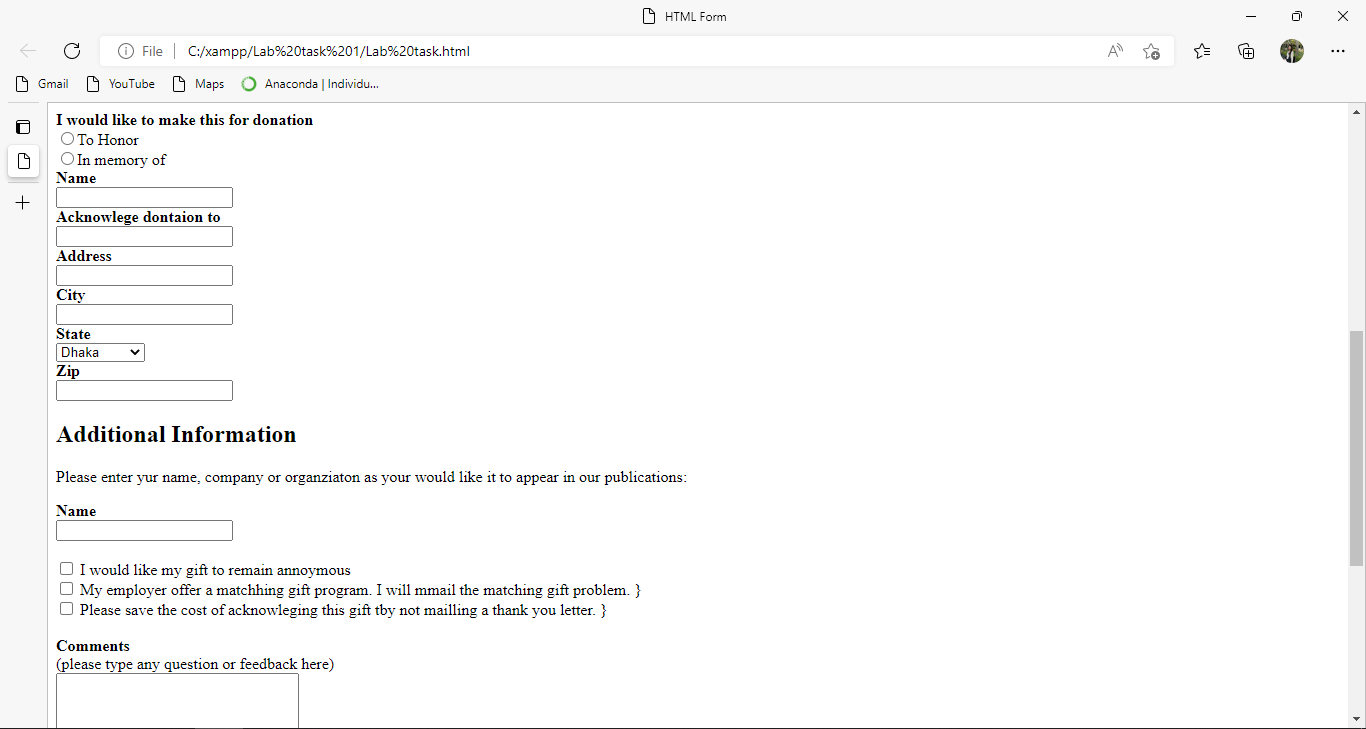 HTML Form
File C:/xampp/Lab%20task%201/Lab%20task.html
Gmail YouTube Maps Anaconda | Individu...
I would like to make this for donation
To Honor
In memory of
Name
Acknowlege dontaion to
Address
City
State
Dhaka
Zip
Additional Information
Please enter yur name, company or organziaton as your would like it to appear in our publications:
Name
I would like my gift to remain annoymous
My employer offer a matchhing gift program. I will mmail the matching gift problem. }
Please save the cost of acknowleging this gift tby not mailling a thank you letter. }
Comments
(please type any question or feedback here)